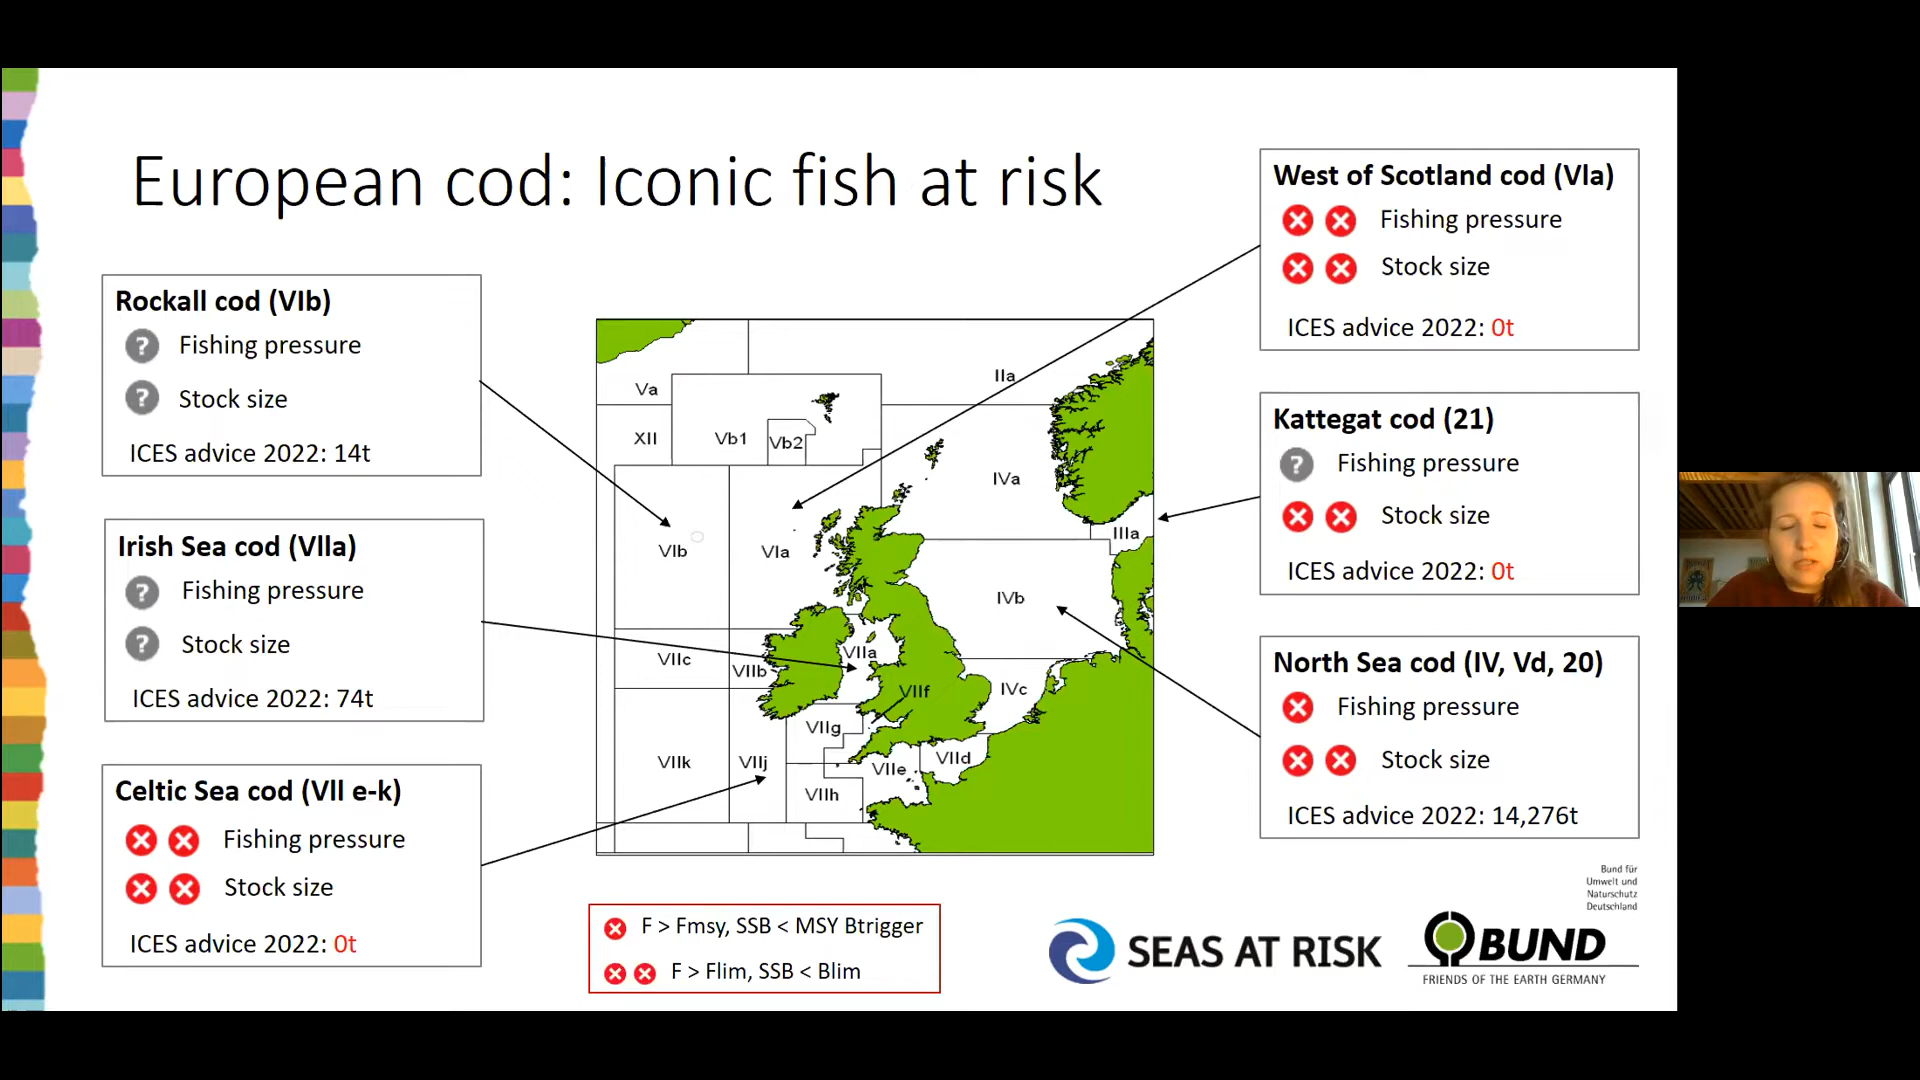 European cod: Iconic fish at risk
Rockall cod (VIb)
? Fishing pressure
? Stock size
ICES advice 2022: 14t
Irish Sea cod (VIIa)
? Fishing pressure
? Stock size
ICES advice 2022: 74t
Celtic Sea cod (VII e-k)
Fishing pressure
Stock size
ICES advice 2022: 0t
Va
IIa
XII
Vb1
Vb2
IVa
VIb
VIa
IIIa
IVb
VIIc
VIIb
VIIa
VIIf
IVc
VIIg
VIIk
VIIj
VIIe
VIId
VIIh
F > Fmsy, SSB < MSY Btrigger
F > Flim, SSB < Blim
West of Scotland cod (VIa)
Fishing pressure
Stock size
ICES advice 2022: 0t
Kattegat cod (21)
? Fishing pressure
Stock size
ICES advice 2022: 0t
North Sea cod (IV, Vd, 20)
Fishing pressure
Stock size
ICES advice 2022: 14,276t
SEAS AT RISK
Bund für
Umwelt und
Naturschutz
Deutschland
BUND
FRIENDS OF THE EARTH GERMANY